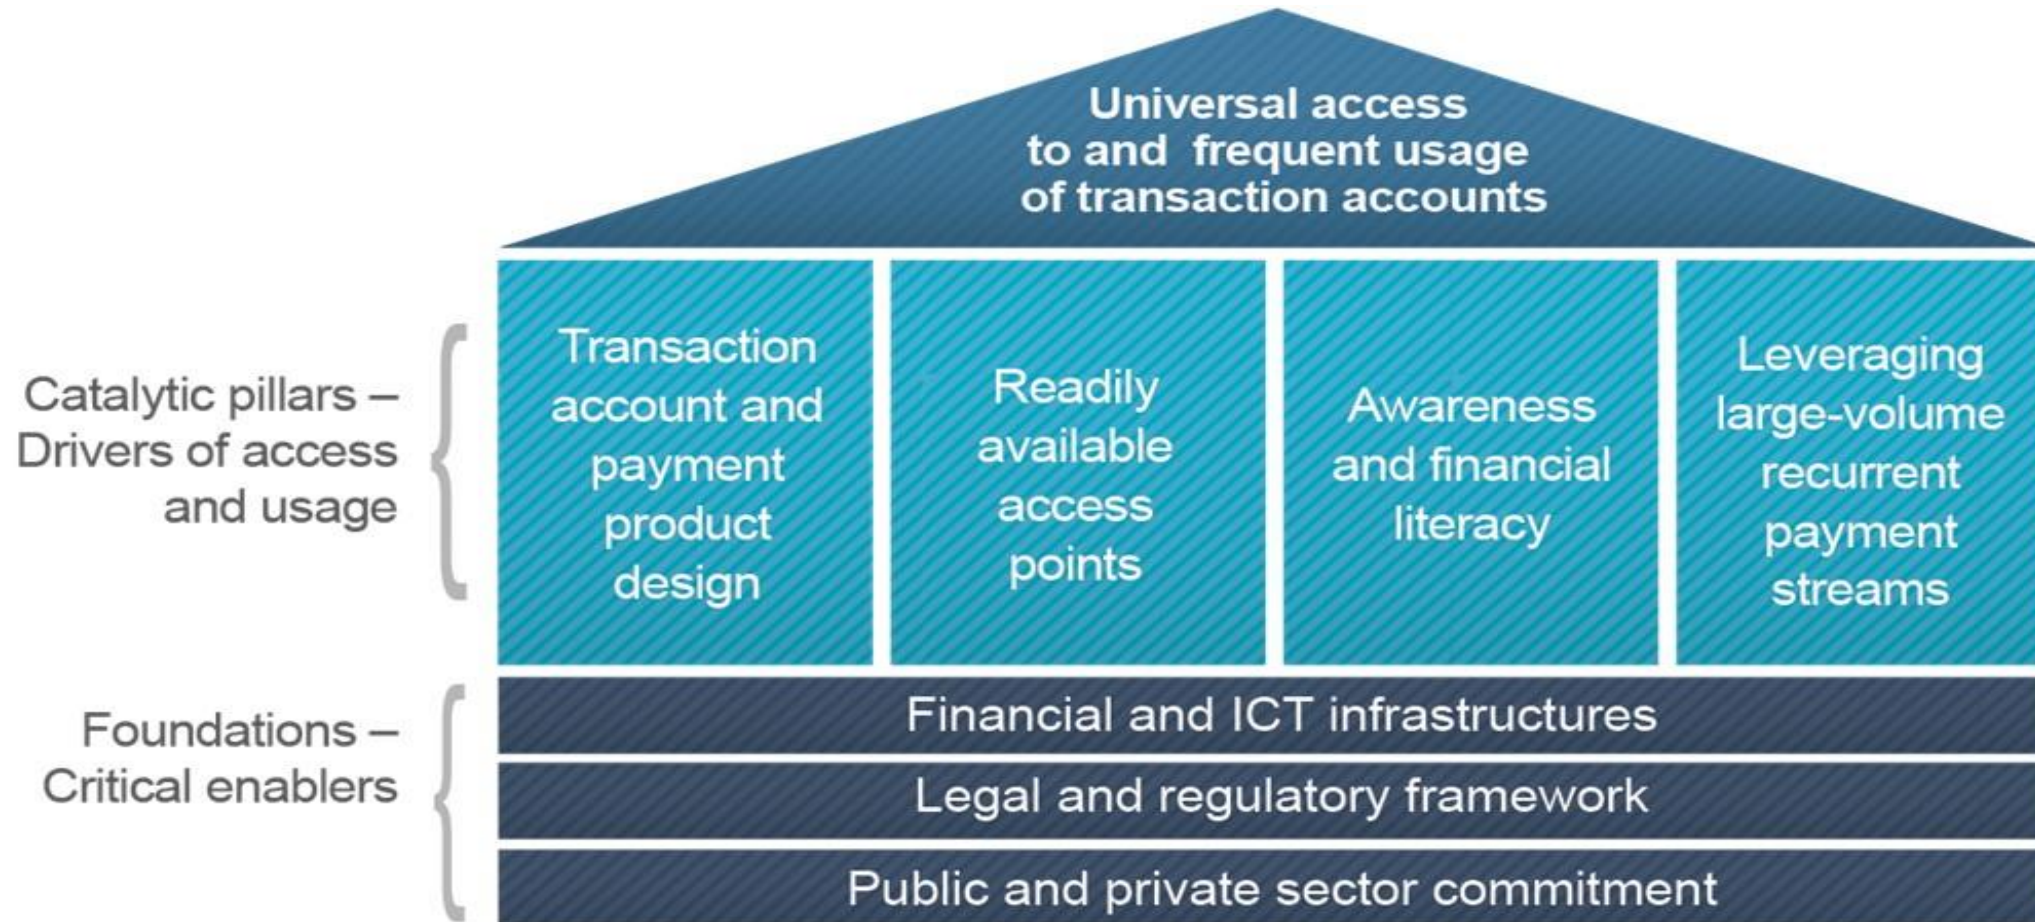 Universal access
to and frequent usage
of transaction accounts
Catalytic pillars –
Drivers of access
and usage
Transaction
account and
payment
product
design
Readily
available
access
points
Awareness
and financial
literacy
Leveraging
large-volume
recurrent
payment
streams
Foundations –
Critical enablers
Financial and ICT infrastructures
Legal and regulatory framework
Public and private sector commitment